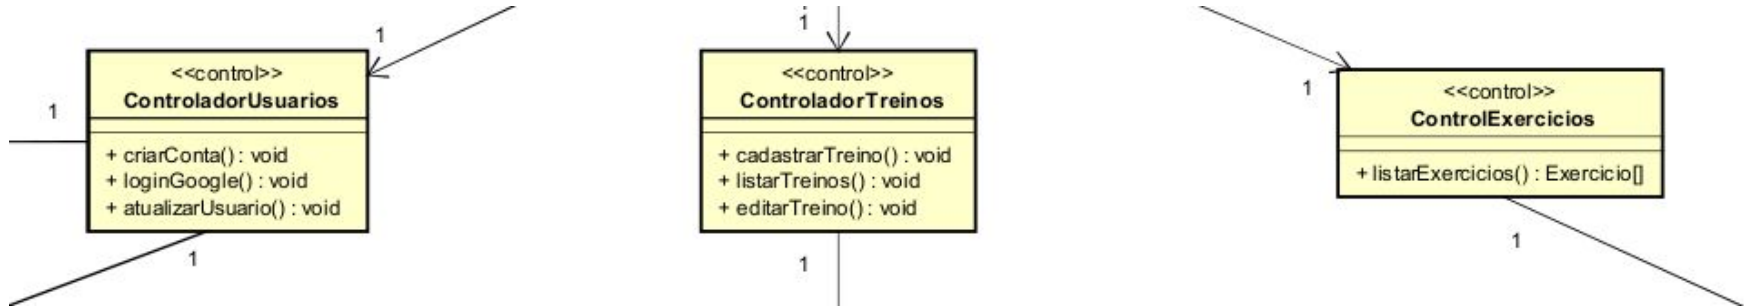 1
<<control>>
ControladorUsuarios
+ criarConta() : void
+ loginGoogle() : void
+ atualizarUsuario() : void
1
1
1
<<control>>
ControladorTreinos
+ cadastrarTreino() : void
+ listarTreinos() : void
+ editarTreino() : void
1
1
<<control>>
ControlExercicios
+ listarExercicios() : Exercicio[]
1